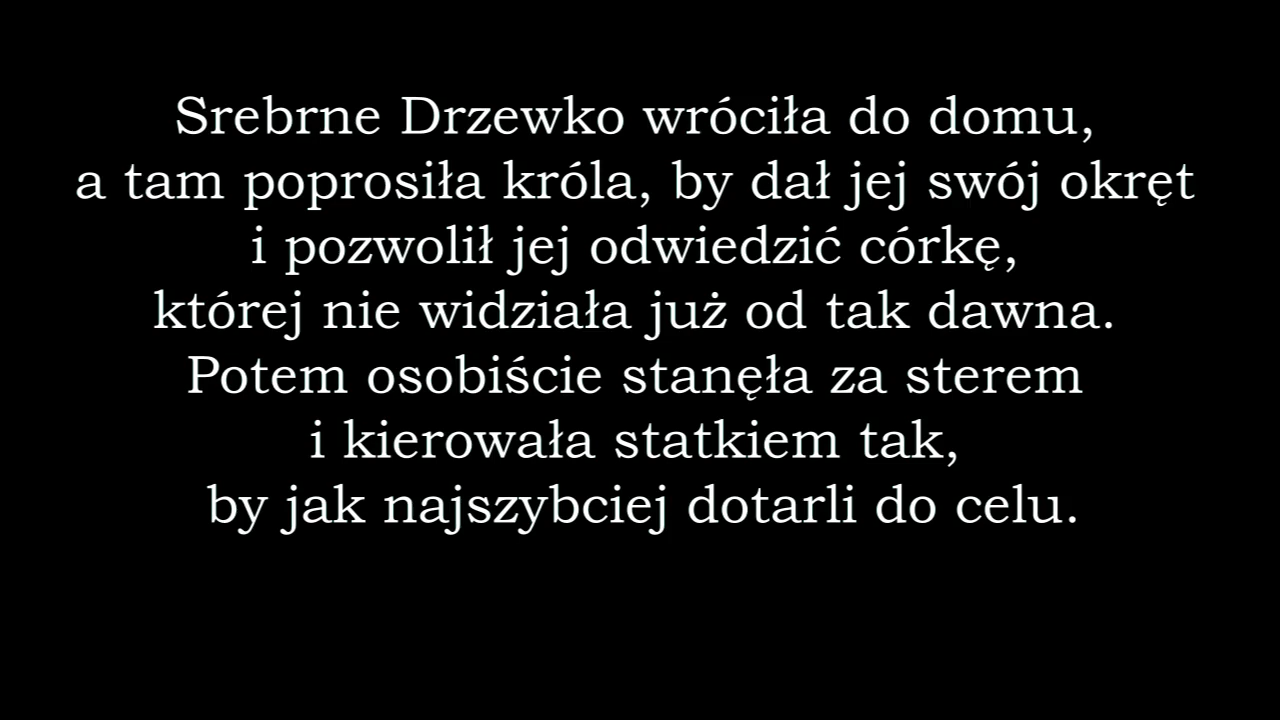 Srebrne Drzewko wróciła do domu,
a tam poprosiła króla, by dał jej swój okręt
i pozwolił jej odwiedzić córkę,
której nie widziała już od tak dawna.
Potem osobiście stanęła za sterem
i kierowała statkiem tak,
by jak najszybciej dotarli do celu.